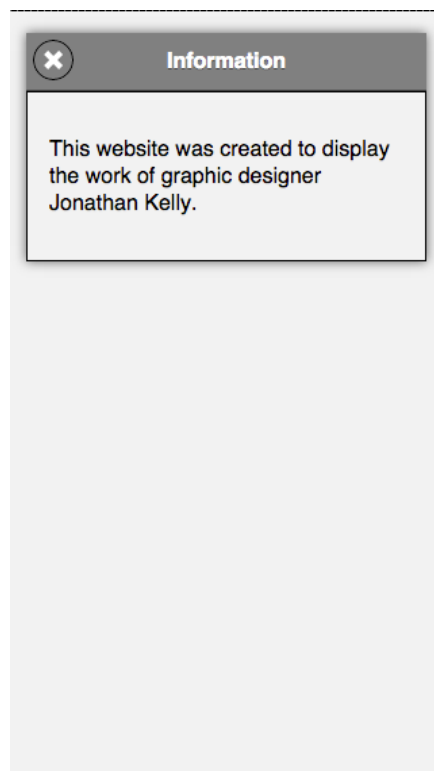 Information
This website was created to display
the work of graphic designer
Jonathan Kelly.